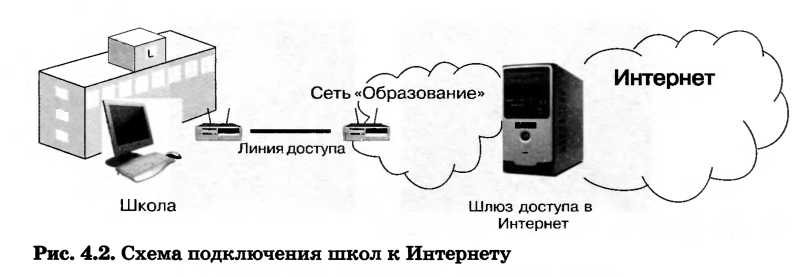 L
Сеть «Образование»
Интернет
Линия доступа
Школа
Шлюз доступа в
Интернет
Рис. 4.2. Схема подключения школ к Интернету